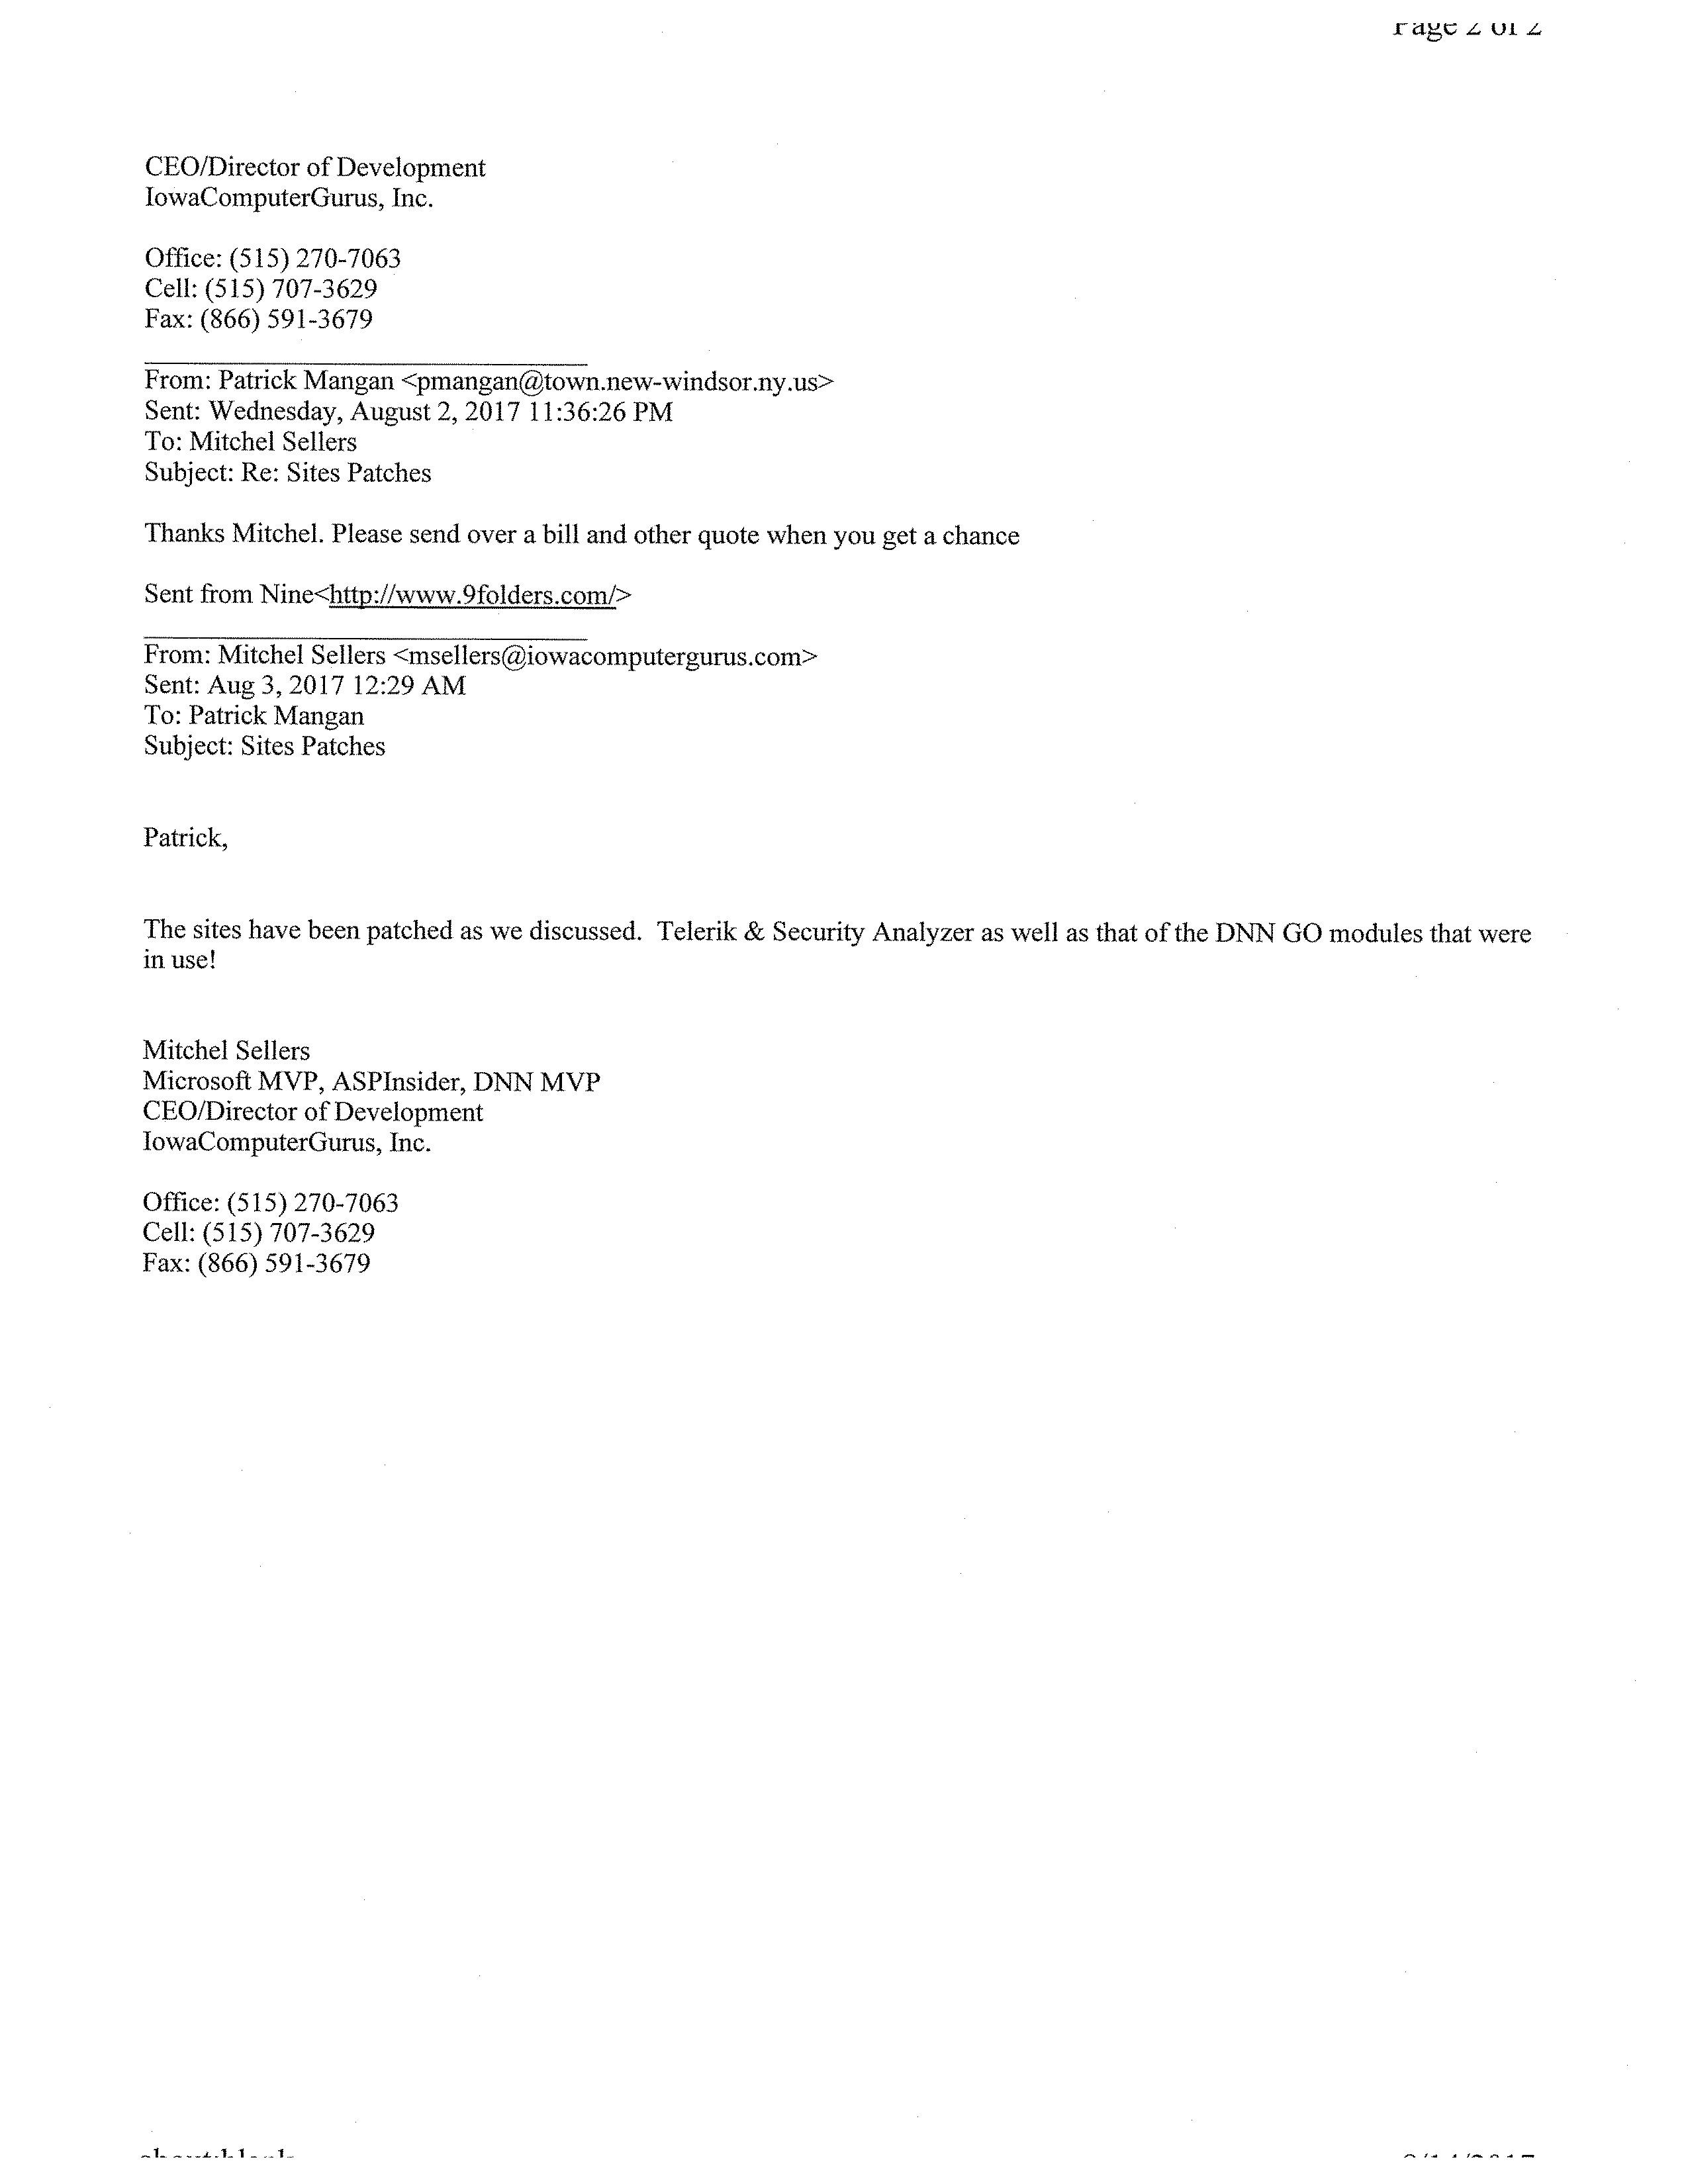 Page 2 of 2
CEO/Director of Development
IowaComputerGurus, Inc.
Office: (515) 270-7063
Cell: (515) 707-3629
Fax: (866) 591-3679
From: Patrick Mangan <pmangan@town.new-windsor.ny.us>
Sent: Wednesday, August 2, 2017 11:36:26 PM
To: Mitchel Sellers
Subject: Re: Sites Patches
Thanks Mitchel. Please send over a bill and other quote when you get a chance
Sent from Nine<http://www.9folders.com/>
From: Mitchel Sellers <msellers@iowacomputergurus.com>
Sent: Aug 3, 2017 12:29 AM
To: Patrick Mangan
Subject: Sites Patches
Patrick,
The sites have been patched as we discussed.  Telerik & Security Analyzer as well as that of the DNN GO modules that were
in use!
Mitchel Sellers
Microsoft MVP, ASPInsider, DNN MVP
CEO/Director of Development
IowaComputerGurus, Inc.
Office: (515) 270-7063
Cell: (515) 707-3629
Fax: (866) 591-3679
about:blank